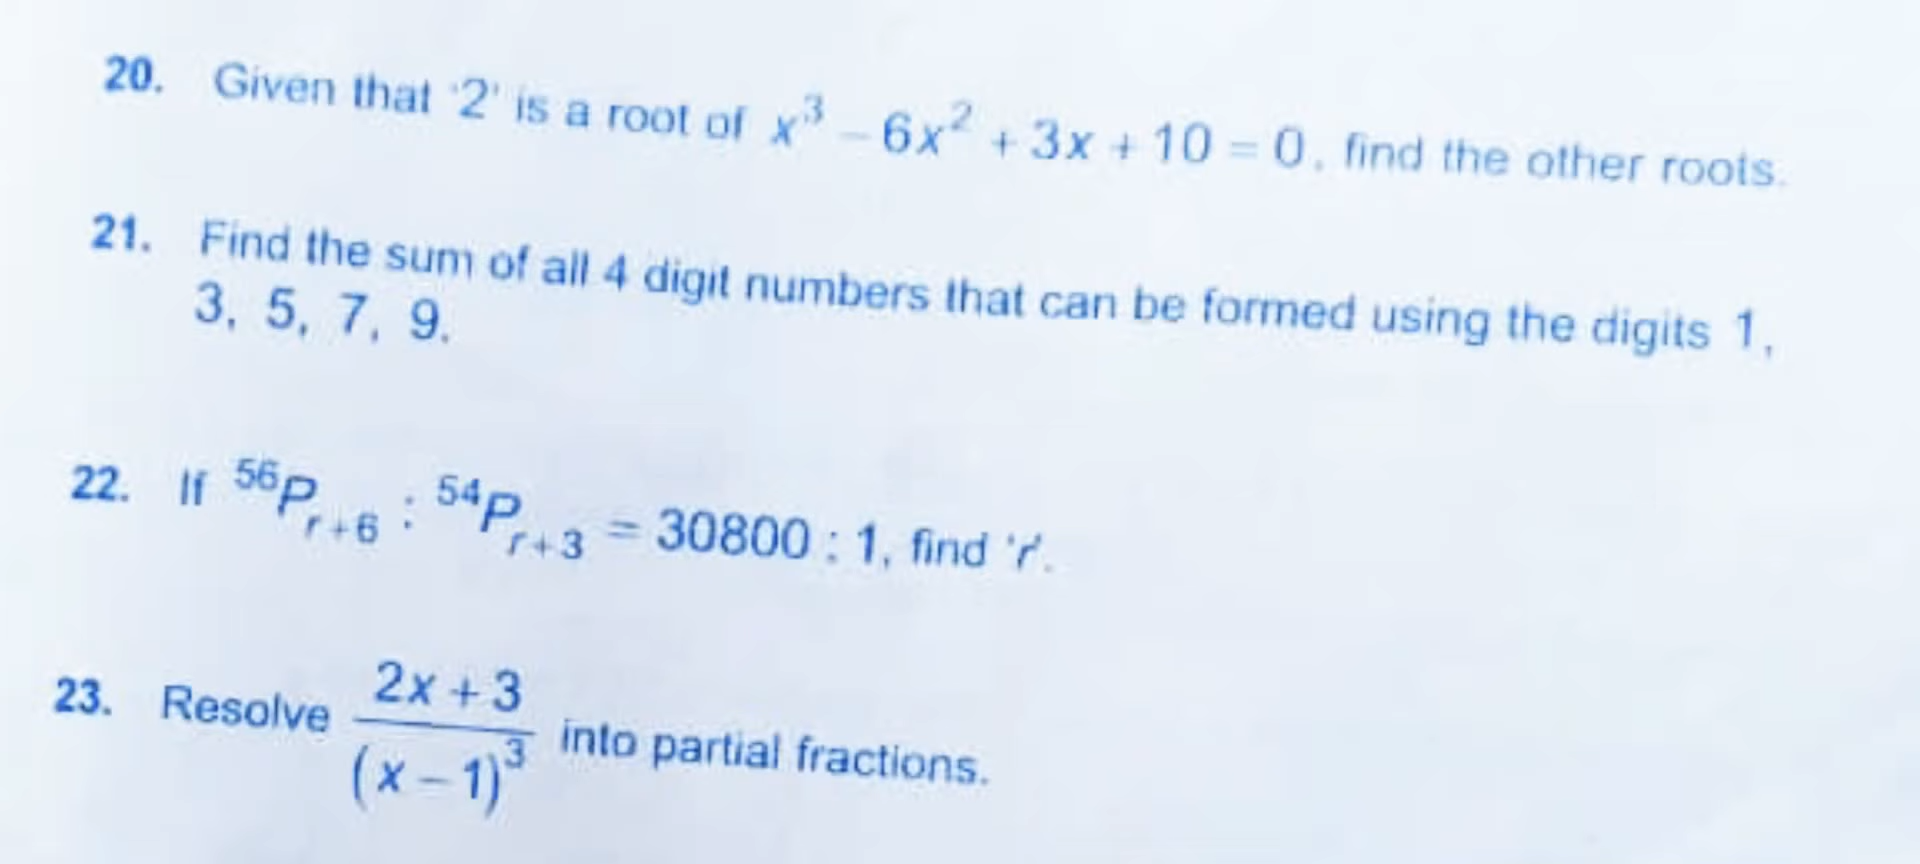 20. Given that '2' is a root of x³ – 6x² + 3x + 10 = 0, find the other roots.
21. Find the sum of all 4 digit numbers that can be formed using the digits 1,
3, 5, 7, 9.
22. If ⁵⁶Pᵣ₊₆ : ⁵⁴Pᵣ₊₃ = 30800 : 1, find 'r'.
23. Resolve (2x + 3)/(x – 1)³ into partial fractions.